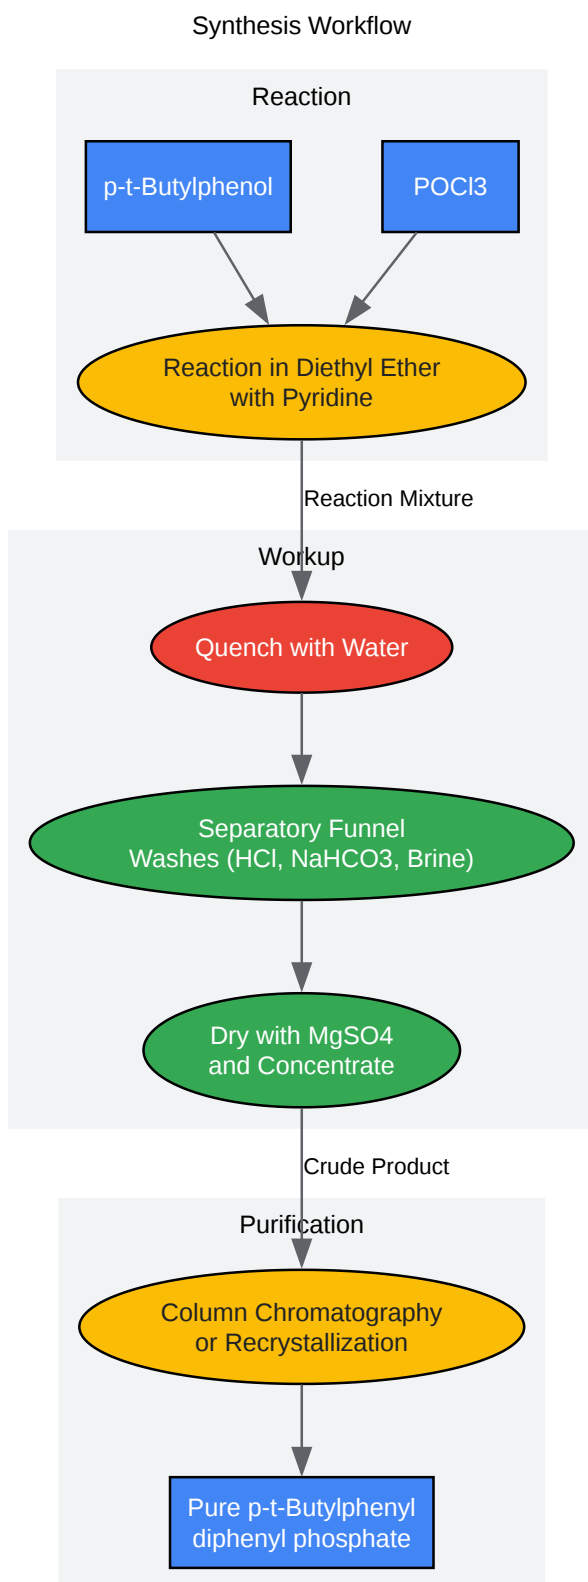 Synthesis Workflow
Reaction
p-t-Butylphenol
POCl3
Reaction in Diethyl Ether
with Pyridine
Reaction Mixture
Workup
Quench with Water
Separatory Funnel
Washes (HCl, NaHCO3, Brine)
Dry with MgSO4
and Concentrate
Crude Product
Purification
Column Chromatography
or Recrystallization
Pure p-t-Butylphenyl
diphenyl phosphate